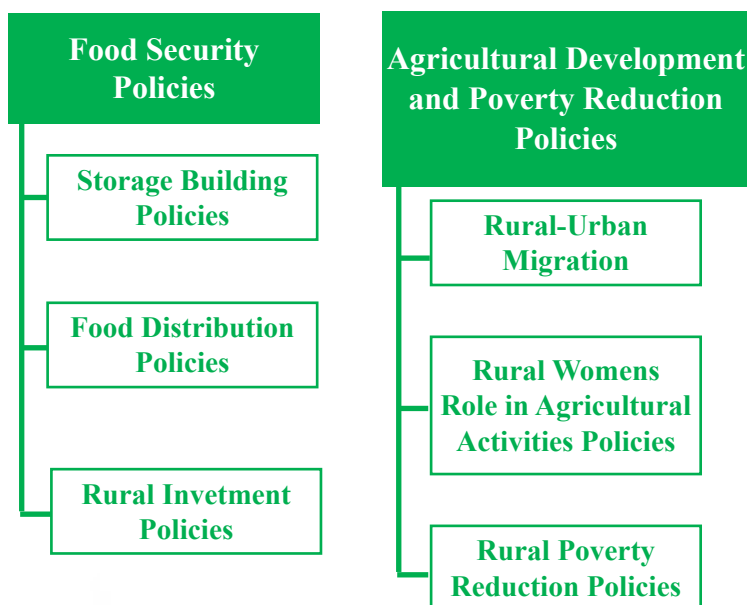 Food Security
Policies
Storage Building
Policies
Food Distribution
Policies
Rural Invetment
Policies
Agricultural Development
and Poverty Reduction
Policies
Rural-Urban
Migration
Rural Womens
Role in Agricultural
Activities Policies
Rural Poverty
Reduction Policies